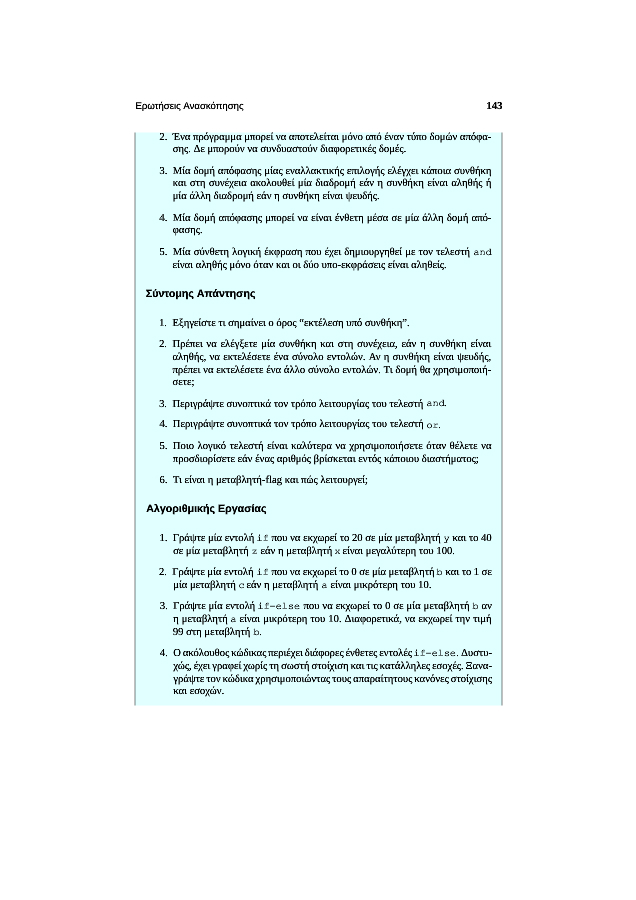 Ερωτήσεις Ανασκόπησης 143
2. Ένα πρόγραμμα μπορεί να αποτελείται μόνο από έναν τύπο δομών απόφα-
σης. Δε μπορούν να συνδυαστούν διαφορετικές δομές.
3. Μία δομή απόφασης μίας εναλλακτικής επιλογής ελέγχει κάποια συνθήκη
και στη συνέχεια ακολουθεί μία διαδρομή εάν η συνθήκη είναι αληθής ή
μία άλλη διαδρομή εάν η συνθήκη είναι ψευδής.
4. Μία δομή απόφασης μπορεί να είναι ένθετη μέσα σε μία άλλη δομή από-
φασης.
5. Μία σύνθετη λογική έκφραση που έχει δημιουργηθεί με τον τελεστή and
είναι αληθής μόνο όταν και οι δύο υπο-εκφράσεις είναι αληθείς.
Σύντομης Απάντησης
1. Εξηγείστε τι σημαίνει ο όρος “εκτέλεση υπό συνθήκη”.
2. Πρέπει να ελέγξετε μία συνθήκη και στη συνέχεια, εάν η συνθήκη είναι
αληθής, να εκτελέσετε ένα σύνολο εντολών. Αν η συνθήκη είναι ψευδής,
πρέπει να εκτελέσετε ένα άλλο σύνολο εντολών. Τι δομή θα χρησιμοποιή-
σετε;
3. Περιγράψτε συνοπτικά τον τρόπο λειτουργίας του τελεστή and.
4. Περιγράψτε συνοπτικά τον τρόπο λειτουργίας του τελεστή or.
5. Ποιο λογικό τελεστή είναι καλύτερα να χρησιμοποιήσετε όταν θέλετε να
προσδιορίσετε εάν ένας αριθμός βρίσκεται εντός κάποιου διαστήματος;
6. Τι είναι η μεταβλητή-flag και πώς λειτουργεί;
Αλγοριθμικής Εργασίας
1. Γράψτε μία εντολή if που να εκχωρεί το 20 σε μία μεταβλητή y και το 40
σε μία μεταβλητή z εάν η μεταβλητή x είναι μεγαλύτερη του 100.
2. Γράψτε μία εντολή if που να εκχωρεί το 0 σε μία μεταβλητή b και το 1 σε
μία μεταβλητή c εάν η μεταβλητή a είναι μικρότερη του 10.
3. Γράψτε μία εντολή if-else που να εκχωρεί το 0 σε μία μεταβλητή b αν
η μεταβλητή a είναι μικρότερη του 10. Διαφορετικά, να εκχωρεί την τιμή
99 στη μεταβλητή b.
4. Ο ακόλουθος κώδικας περιέχει διάφορες ένθετες εντολές if-else. Δυστυ-
χώς, έχει γραφεί χωρίς τη σωστή στοίχιση και τις κατάλληλες εσοχές. Ξανα-
γράψτε τον κώδικα χρησιμοποιώντας τους απαραίτητους κανόνες στοίχισης
και εσοχών.